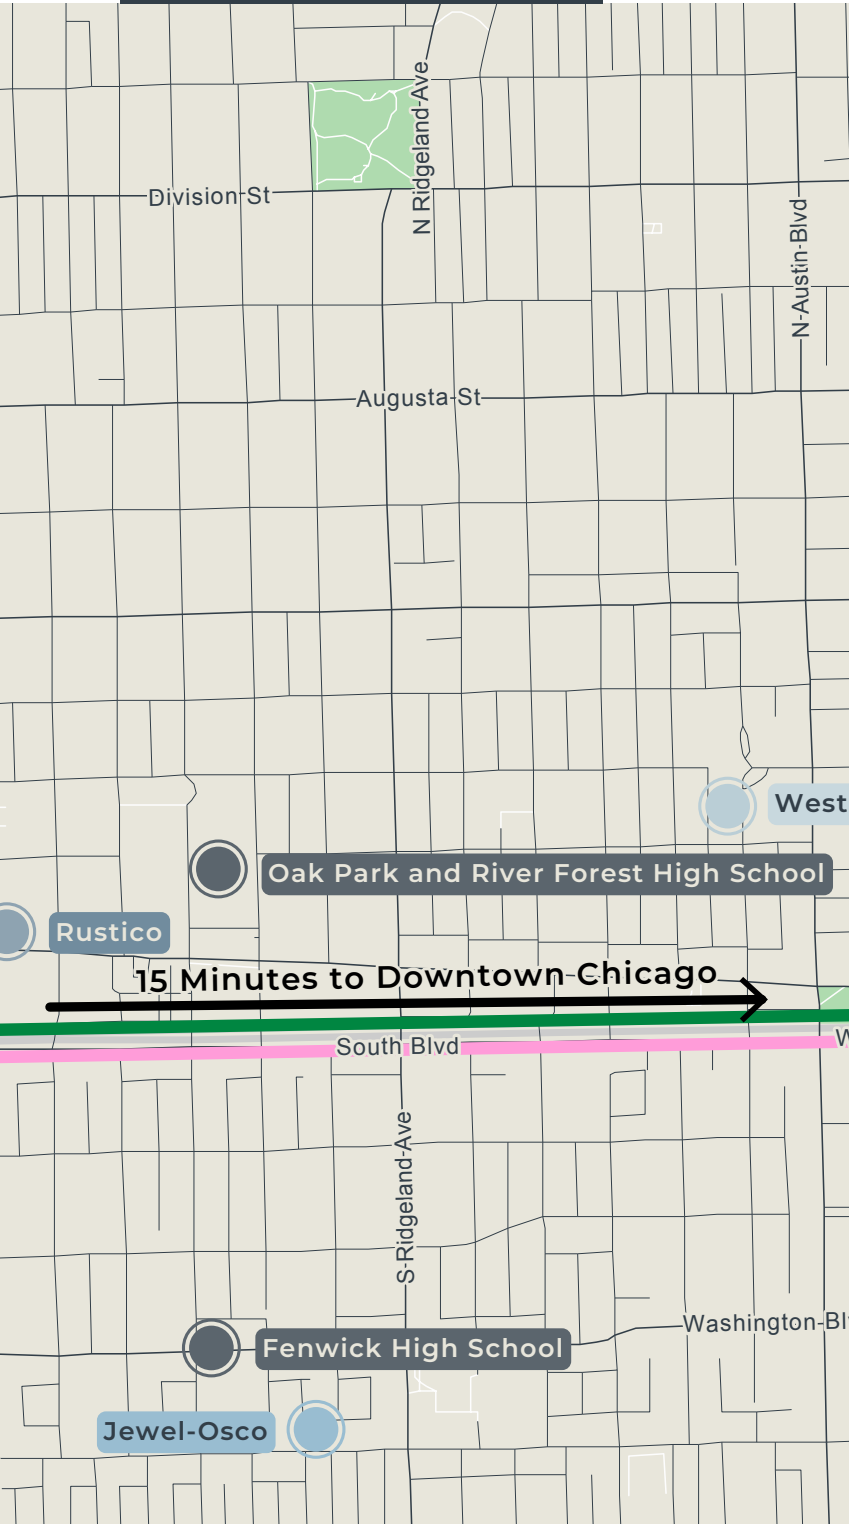 N Ridgeland Ave
Division St
N Austin Blvd
Augusta St
West
Oak Park and River Forest High School
Rustico
15 Minutes to Downtown Chicago
South Blvd
W
S Ridgeland Ave
Washington Bl
Fenwick High School
Jewel-Osco